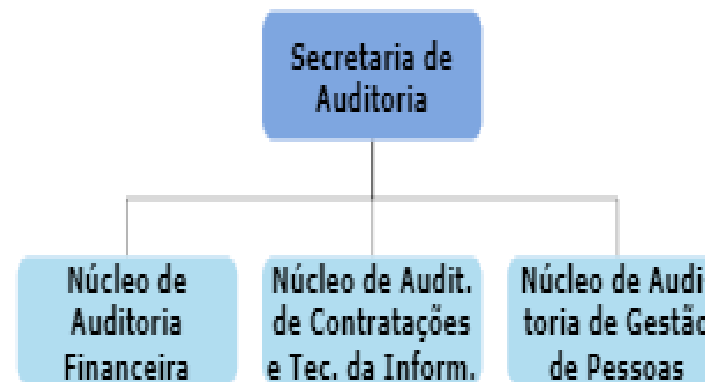 Secretaria de
Auditoria
Núcleo de
Auditoria
Financeira
Núcleo de Audit.
de Contratações
e Tec. da Inform.
Núcleo de Audi-
toria de Gestão
de Pessoas